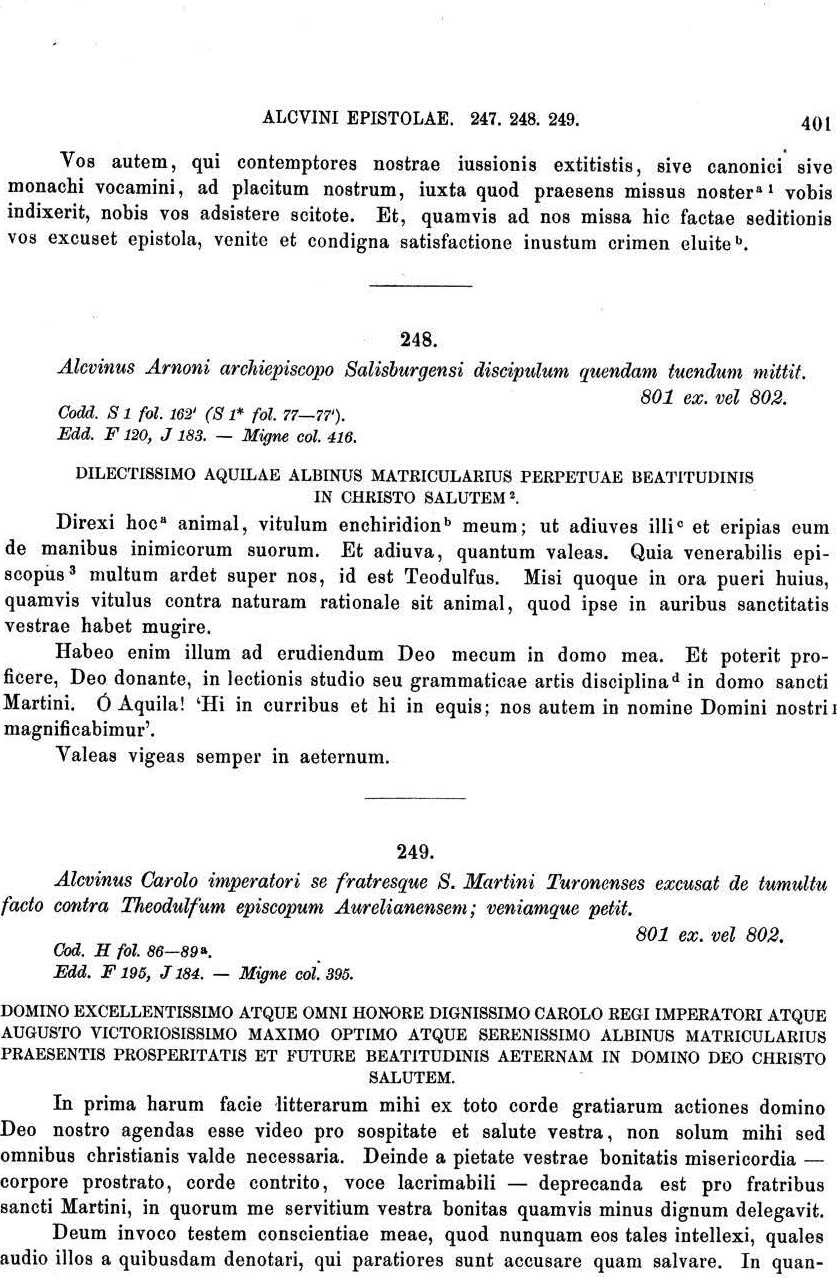 ALCVINI EPISTOLAE. 247. 248. 249. 401
Vos autem, qui contemptores nostrae iussionis extitistis, sive canonici sive
monachi vocamini, ad placitum nostrum, iuxta quod praesens missus noster a 1 vobis
indixerit, nobis vos adsistere scitote. Et, quamvis ad nos missa hic factae seditionis
vos excuset epistola, venite et condigna satisfactione inustum crimen eluite b.
248.
Alcvinus Arnoni archiepiscopo Salisburgensi discipulum quendam tuendum mittit.
801 ex. vel 802.
Codd. S 1 fol. 162' (S 1* fol. 77—77').
Edd. F 120, J 183. — Migne col. 416.
DILECTISSIMO AQUILAE ALBINUS MATRICULARIUS PERPETUAE BEATITUDINIS
IN CHRISTO SALUTEM 2.
Direxi hoc a animal, vitulum enchiridion b meum; ut adiuves illi c et eripias eum
de manibus inimicorum suorum. Et adiuva, quantum valeas. Quia venerabilis epi-
scopus 3 multum ardet super nos, id est Teodulfus. Misi quoque in ora pueri huius,
quamvis vitulus contra naturam rationale sit animal, quod ipse in auribus sanctitatis
vestrae habet mugire.
Habeo enim illum ad erudiendum Deo mecum in domo mea. Et poterit pro-
ficere, Deo donante, in lectionis studio seu grammaticae artis disciplina d in domo sancti
Martini. Ó Aquila! ‘Hi in curribus et hi in equis; nos autem in nomine Domini nostri
magnificabimur’.
Valeas vigeas semper in aeternum.
249.
Alcvinus Carolo imperatori se fratresque S. Martini Turonenses excusat de tumultu
facto contra Theodulfum episcopum Aurelianensem; veniamque petit.
801 ex. vel 802.
Cod. H fol. 86—89 a.
Edd. F 195, J 184. — Migne col. 395.
DOMINO EXCELLENTISSIMO ATQUE OMNI HONORE DIGNISSIMO CAROLO REGI IMPERATORI ATQUE
AUGUSTO VICTORIOSISSIMO MAXIMO OPTIMO ATQUE SERENISSIMO ALBINUS MATRICULARIUS
PRAESENTIS PROSPERITATIS ET FUTURE BEATITUDINIS AETERNAM IN DOMINO DEO CHRISTO
SALUTEM.
In prima harum facie litterarum mihi ex toto corde gratiarum actiones domino
Deo nostro agendas esse video pro sospitate et salute vestra, non solum mihi sed
omnibus christianis valde necessaria. Deinde a pietate vestrae bonitatis misericordia —
corpore prostrato, corde contrito, voce lacrimabili — deprecanda est pro fratribus
sancti Martini, in quorum me servitium vestra bonitas quamvis minus dignum delegavit.
Deum invoco testem conscientiae meae, quod nunquam eos tales intellexi, quales
audio illos a quibusdam denotari, qui paratiores sunt accusare quam salvare. In quan-